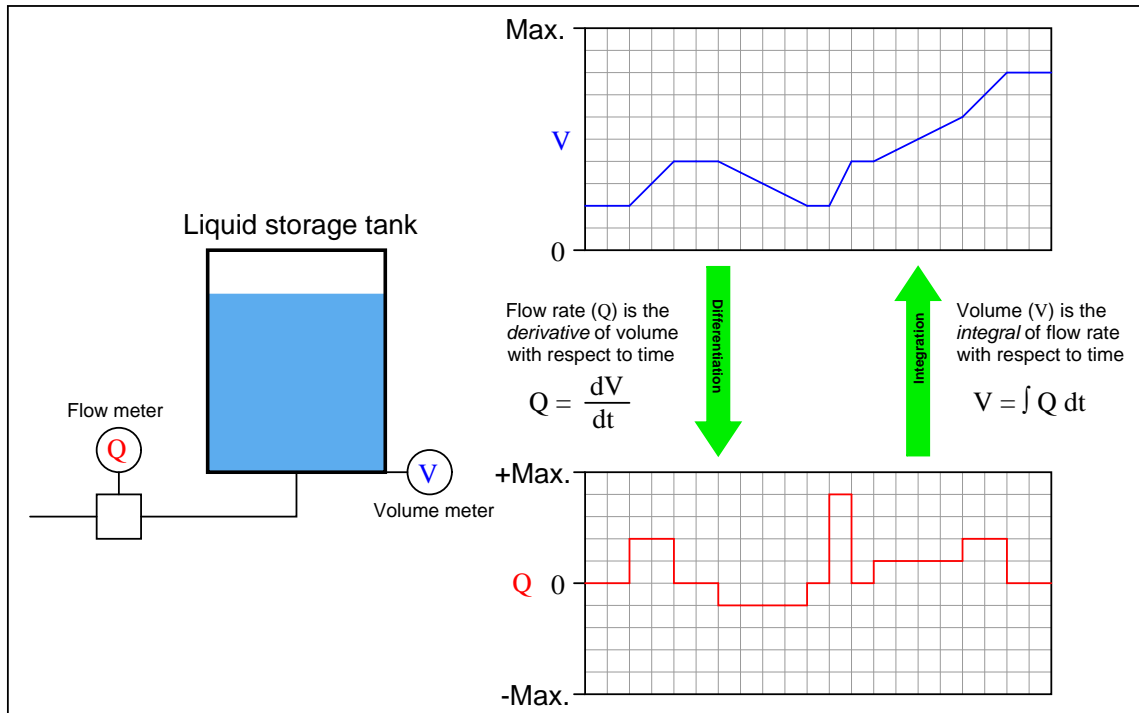 Max.
V
0
Liquid storage tank
Flow meter
Q
V
Volume meter
Flow rate (Q) is the
derivative of volume
with respect to time
Q = dV
dt
Differentiation
Integration
Volume (V) is the
integral of flow rate
with respect to time
V = ∫ Q dt
+Max.
Q 0
-Max.